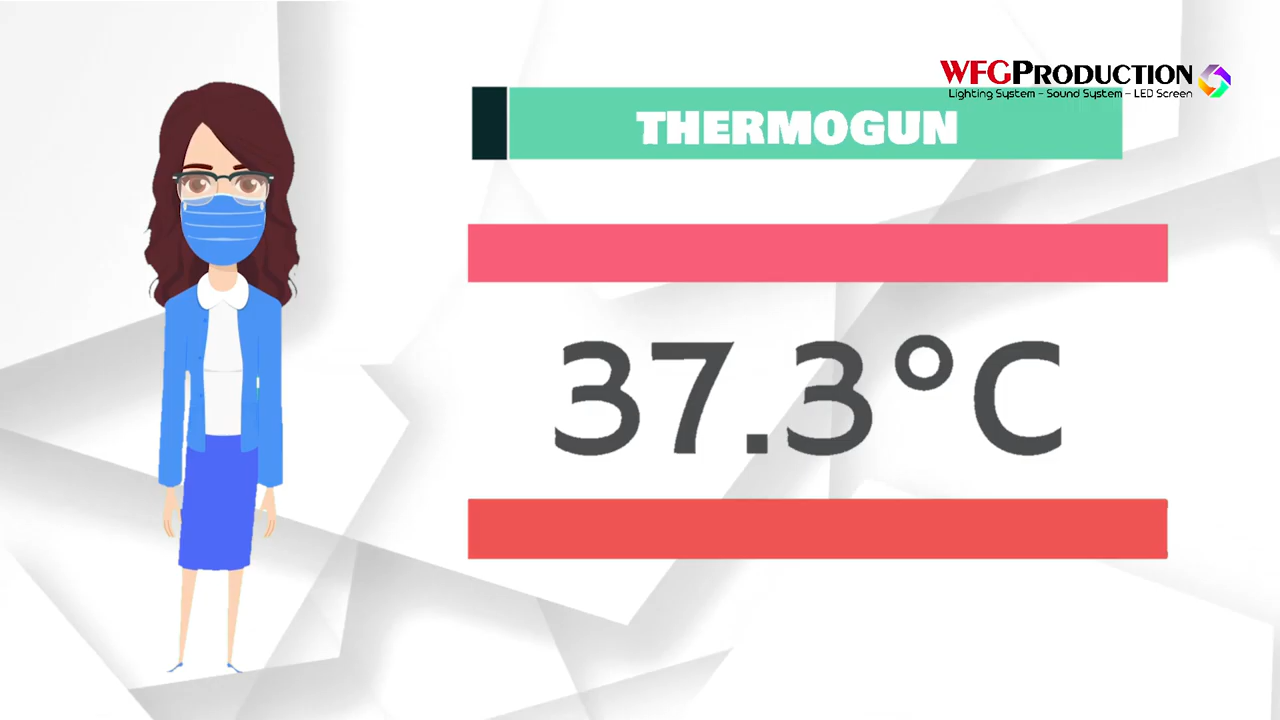 WFGPRODUCTION
Lighting System - Sound System - LED Screen
THERMOGUN
37.3°C